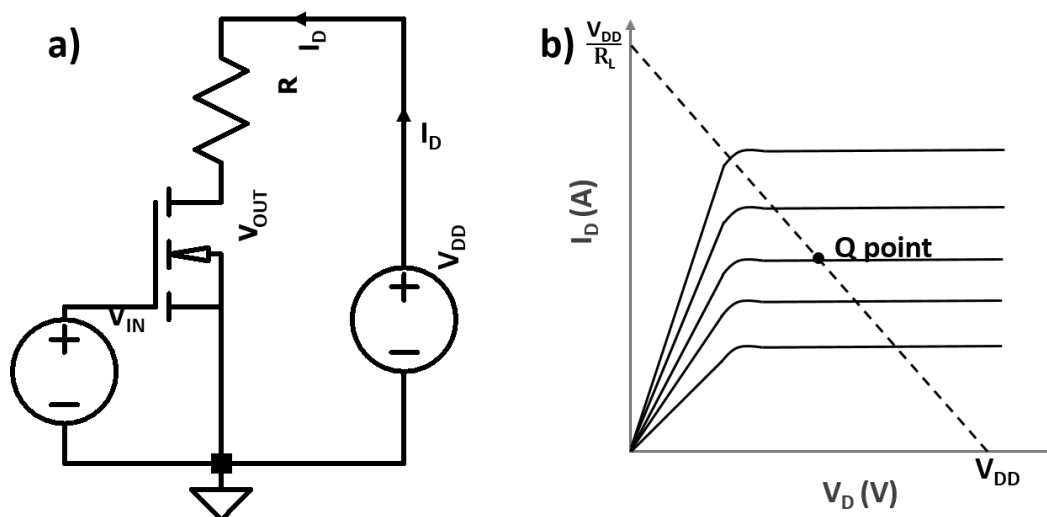 a)
I_D
R
I_D
V_OUT
V_DD
V_IN
b)
V_DD
R_L
I_D (A)
Q point
V_DD
V_D (V)